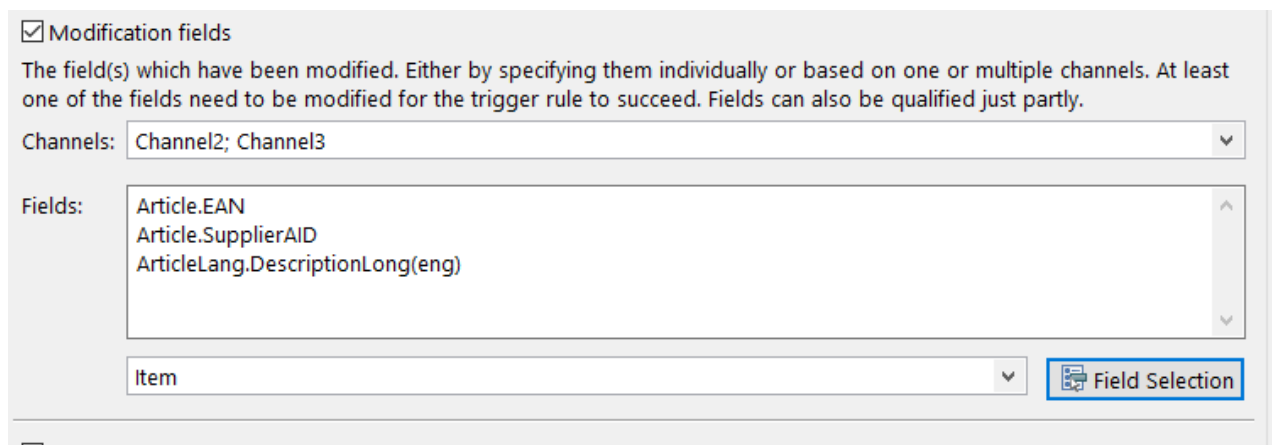 Modification fields
The field(s) which have been modified. Either by specifying them individually or based on one or multiple channels. At least
one of the fields need to be modified for the trigger rule to succeed. Fields can also be qualified just partly.
Channels: Channel2; Channel3
Fields: Article.EAN
Article.SupplierAID
ArticleLang.DescriptionLong(eng)
Item Field Selection